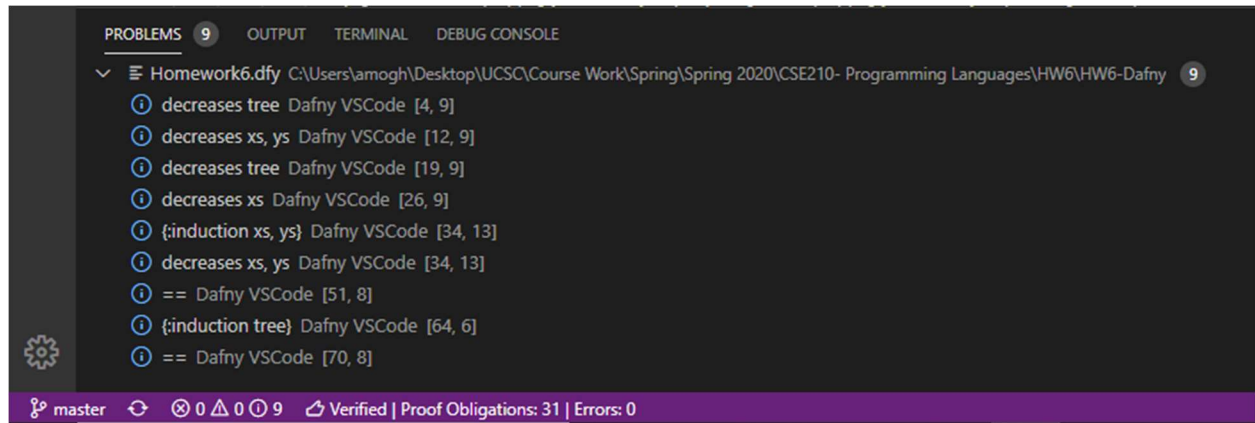 PROBLEMS 9 OUTPUT TERMINAL DEBUG CONSOLE
Homework6.dfy C:\Users\amogh\Desktop\UCSC\Course Work\Spring\Spring 2020\CSE210- Programming Languages\HW6\HW6-Dafny 9
decreases tree Dafny VSCode [4, 9]
decreases xs, ys Dafny VSCode [12, 9]
decreases tree Dafny VSCode [19, 9]
decreases xs Dafny VSCode [26, 9]
{:induction xs, ys} Dafny VSCode [34, 13]
decreases xs, ys Dafny VSCode [34, 13]
== Dafny VSCode [51, 8]
{:induction tree} Dafny VSCode [64, 6]
== Dafny VSCode [70, 8]
master 0 0 9 Verified | Proof Obligations: 31 | Errors: 0